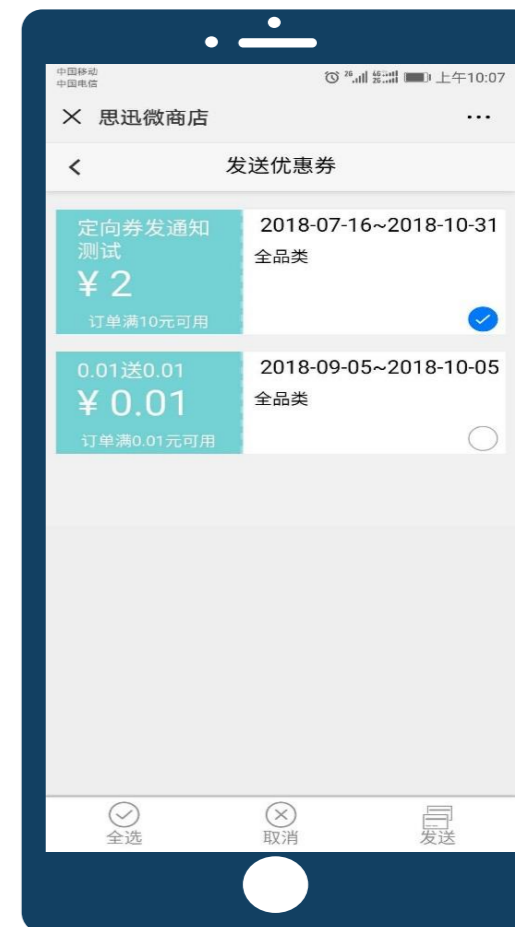 中国移动
中国电信
上午10:07
思迅微商店
发送优惠券
定向券发通知
测试
¥ 2
订单满10元可用
2018-07-16~2018-10-31
全品类
0.01送0.01
¥ 0.01
订单满0.01元可用
2018-09-05~2018-10-05
全品类
全选
取消
发送